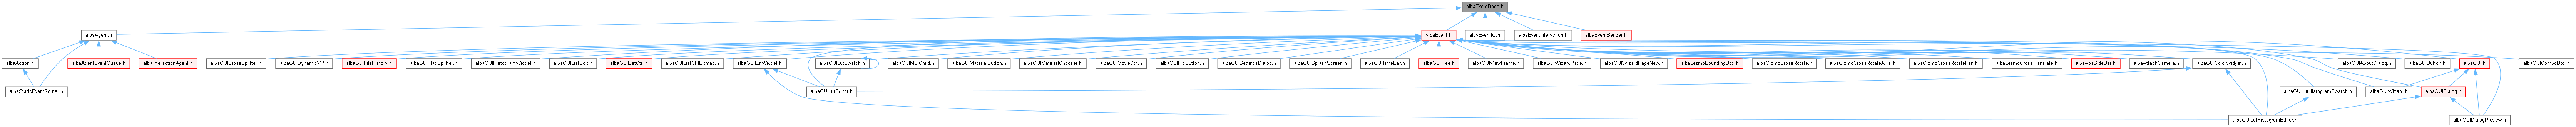 albaEventBase.h
albaAgent.h
albaEvent.h
albaEventIO.h
albaEventInteraction.h
albaEventSender.h
albaAction.h
albaAgentEventQueue.h
albaInteractionAgent.h
albaGUICrossSplitter.h
albaGUIDynamicVP.h
albaGUIFileHistory.h
albaGUIFlagSplitter.h
albaGUIHistogramWidget.h
albaGUIListBox.h
albaGUIListCtrl.h
albaGUIListCtrlBitmap.h
albaGUILutWidget.h
albaGUILutSwatch.h
albaGUIMDIChild.h
albaGUIMaterialButton.h
albaGUIMaterialChooser.h
albaGUIMovieCtrl.h
albaGUIPicButton.h
albaGUISettingsDialog.h
albaGUISplashScreen.h
albaGUITimeBar.h
albaGUITree.h
albaGUIViewFrame.h
albaGUIWizardPage.h
albaGUIWizardPageNew.h
albaGizmoBoundingBox.h
albaGizmoCrossRotate.h
albaGizmoCrossRotateAxis.h
albaGizmoCrossRotateFan.h
albaGizmoCrossTranslate.h
albaAbsSideBar.h
albaAttachCamera.h
albaGUIColorWidget.h
albaGUIAboutDialog.h
albaGUIButton.h
albaGUI.h
albaGUIComboBox.h
albaStaticEventRouter.h
albaGUILutEditor.h
albaGUILutHistogramSwatch.h
albaGUIWizard.h
albaGUIDialog.h
albaGUILutHistogramEditor.h
albaGUIDialogPreview.h